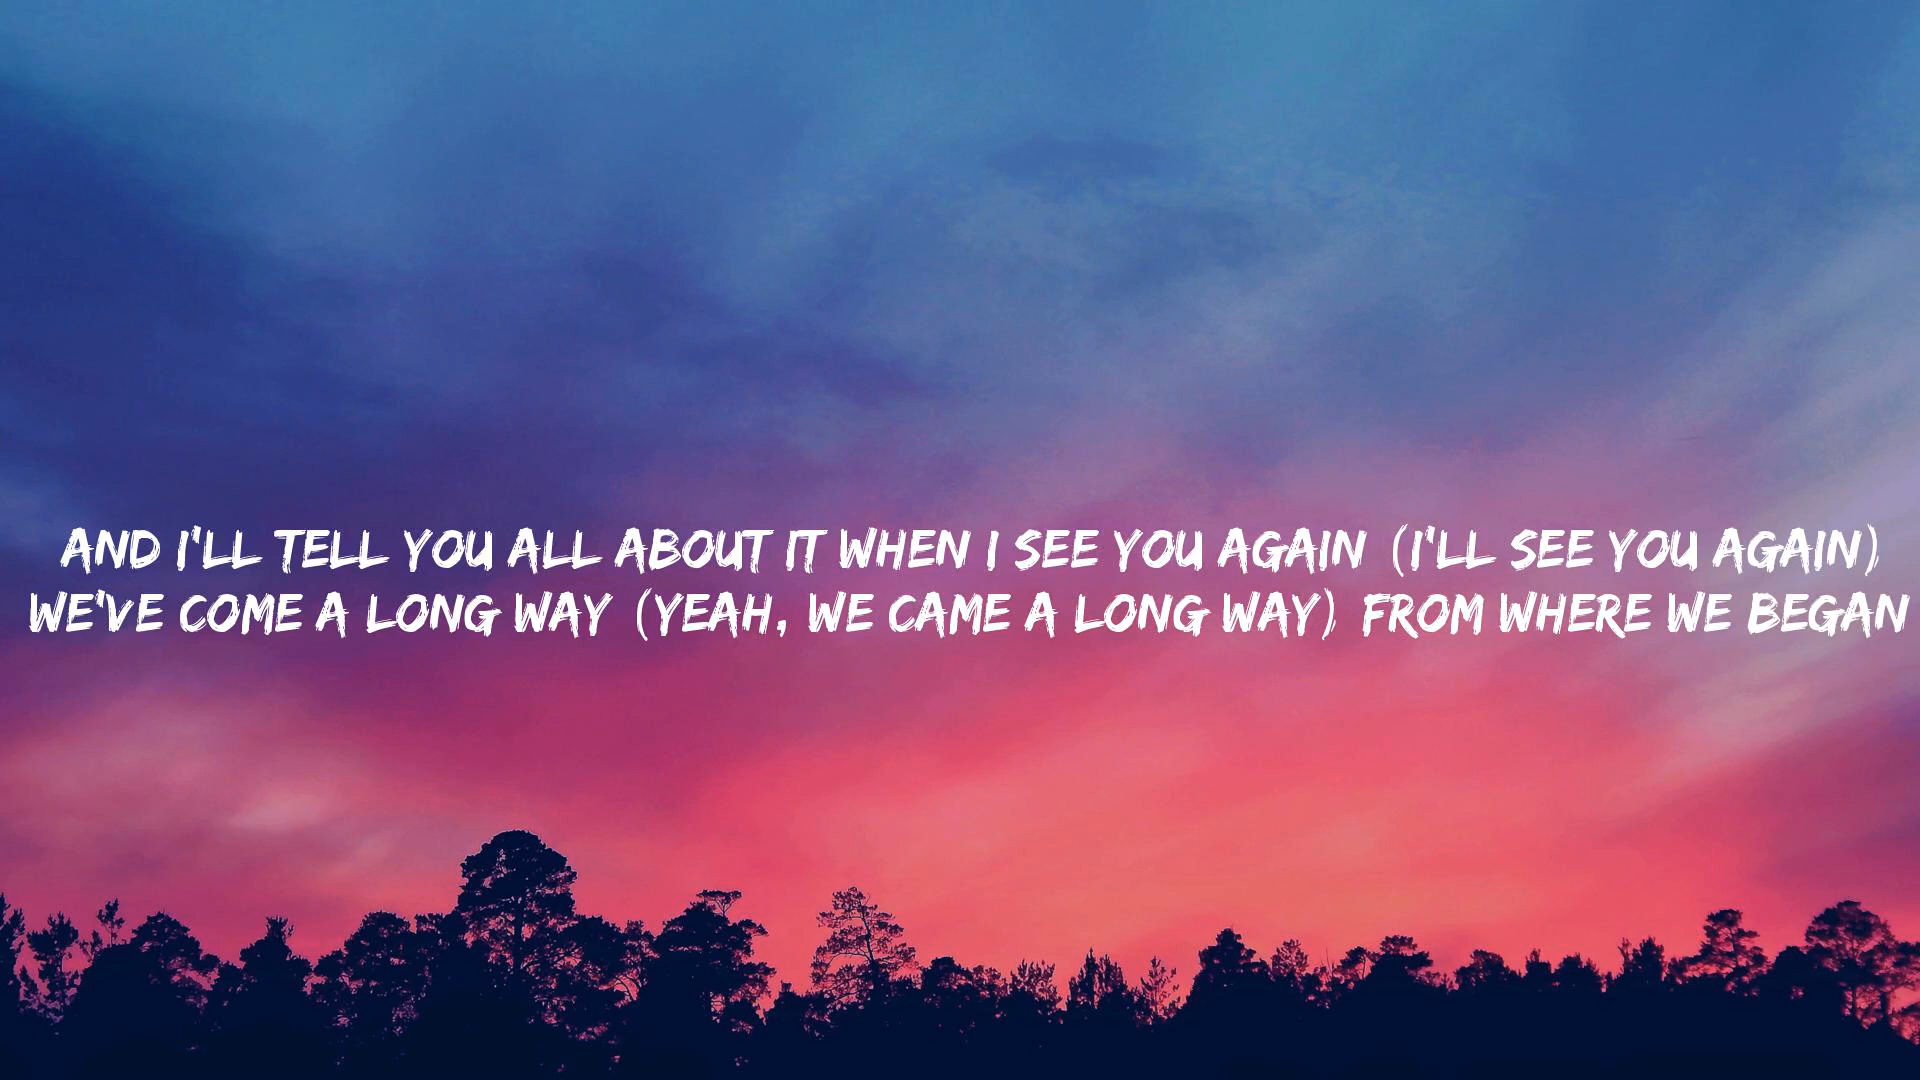 AND I'LL TELL YOU ALL ABOUT IT WHEN I SEE YOU AGAIN (I'LL SEE YOU AGAIN)
WE'VE COME A LONG WAY (YEAH, WE CAME A LONG WAY) FROM WHERE WE BEGAN